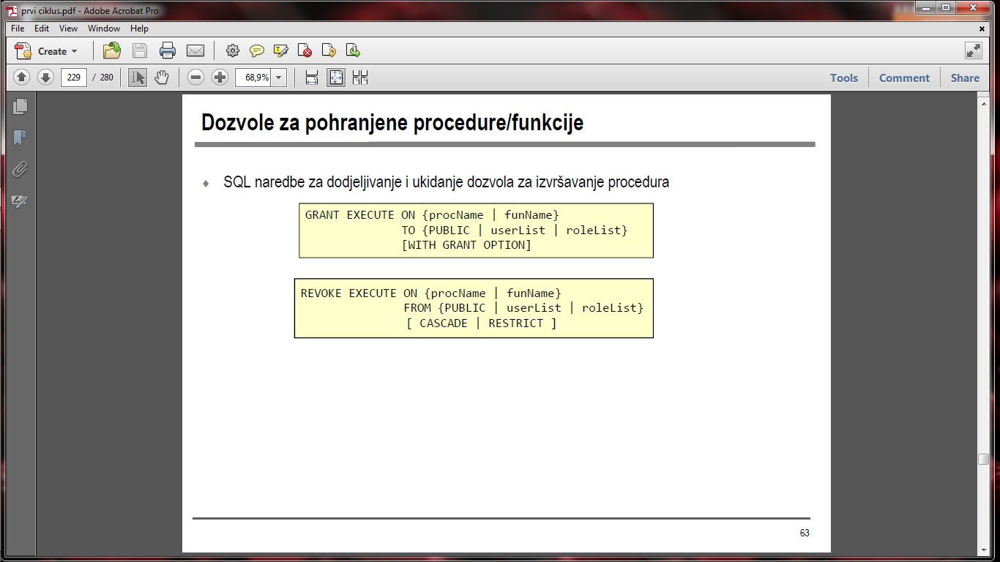 prvi ciklus.pdf - Adobe Acrobat Pro
File Edit View Window Help
Create
229 / 280 68,9% Tools Comment Share
Dozvole za pohranjene procedure/funkcije
SQL naredbe za dodjeljivanje i ukidanje dozvola za izvršavanje procedura
GRANT EXECUTE ON {procName | funName}
TO {PUBLIC | userList | roleList}
[WITH GRANT OPTION]
REVOKE EXECUTE ON {procName | funName}
FROM {PUBLIC | userList | roleList}
[ CASCADE | RESTRICT ]
63